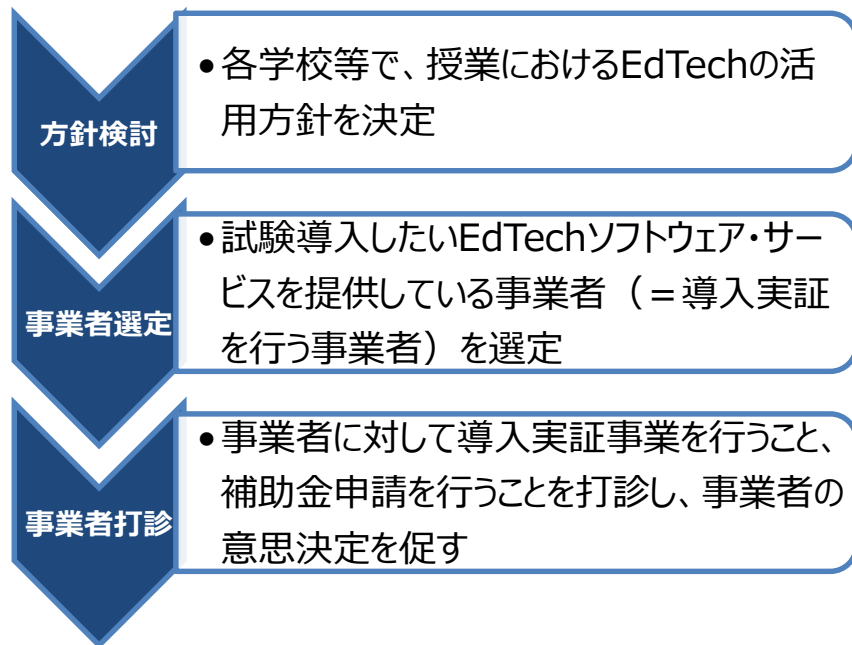 方針検討
•各学校等で、授業におけるEdTechの活
用方針を決定
事業者選定
•試験導入したいEdTechソフトウェア・サー
ビスを提供している事業者（＝導入実証
を行う事業者）を選定
事業者打診
•事業者に対して導入実証事業を行うこと、
補助金申請を行うことを打診し、事業者の
意思決定を促す